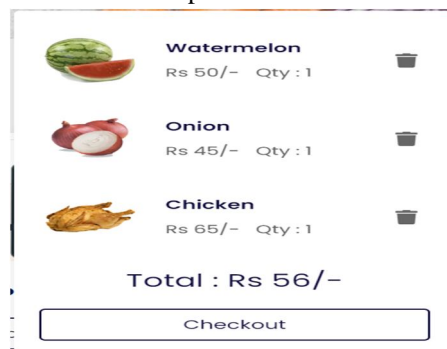 Watermelon
Rs 50/- Qty : 1
Onion
Rs 45/- Qty : 1
Chicken
Rs 65/- Qty : 1
Total : Rs 56/-
Checkout